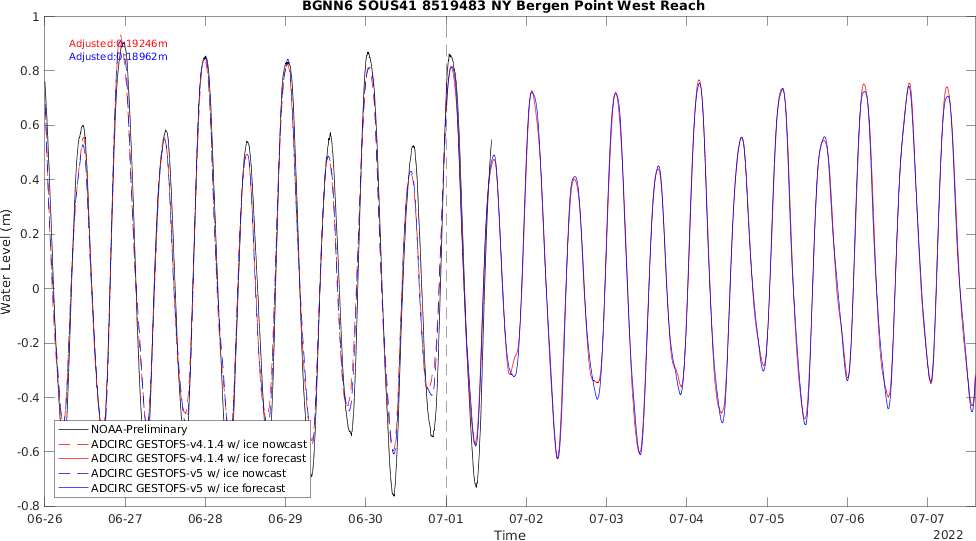 BGNN6 SOUS41 8519483 NY Bergen Point West Reach
Adjusted:0.19246m
Adjusted:0.18962m
Water Level (m)
1
0.8
0.6
0.4
0.2
0
-0.2
-0.4
-0.6
-0.8
NOAA-Preliminary
ADCIRC GESTOFS-v4.1.4 w/ ice nowcast
ADCIRC GESTOFS-v4.1.4 w/ ice forecast
ADCIRC GESTOFS-v5 w/ ice nowcast
ADCIRC GESTOFS-v5 w/ ice forecast
06-26 06-27 06-28 06-29 06-30 07-01 07-02 07-03 07-04 07-05 07-06 07-07
Time
2022